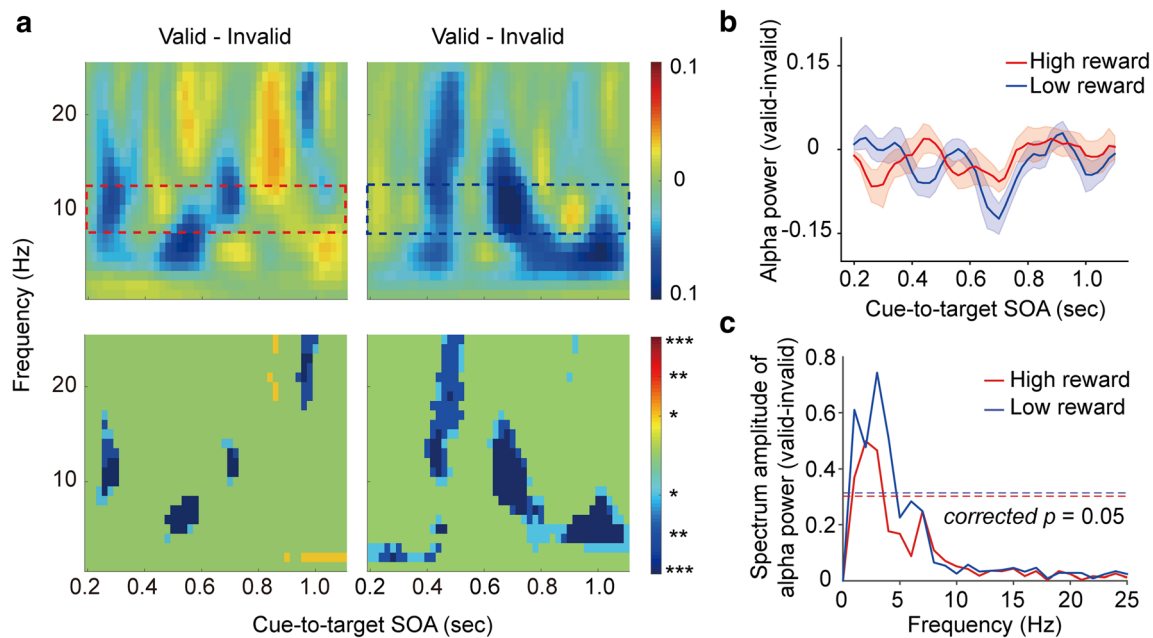 a
Valid - Invalid
Valid - Invalid
Frequency (Hz)
20
10
0.1
0
0.1
20
10
***
**
*
*
**
***
0.2 0.4 0.6 0.8 1.0
0.2 0.4 0.6 0.8 1.0
Cue-to-target SOA (sec)
b
Alpha power (valid-invalid)
0.15
0
-0.15
High reward
Low reward
0.2 0.4 0.6 0.8 1.0
Cue-to-target SOA (sec)
c
Spectrum amplitude of
alpha power (valid-invalid)
0.8
0.6
0.4
0.2
0
High reward
Low reward
corrected p = 0.05
0 5 10 15 20 25
Frequency (Hz)